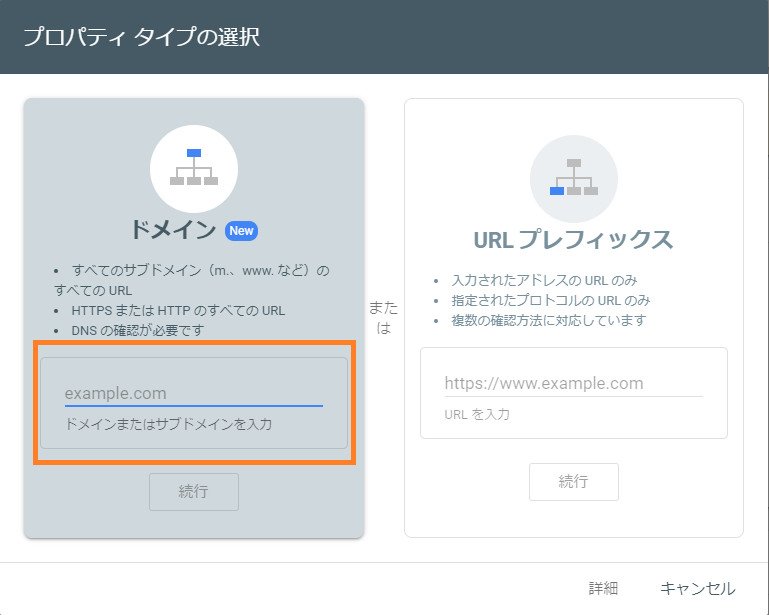 プロパティ タイプの選択
ドメイン New
• すべてのサブドメイン（m.、www. など）の
すべての URL
• HTTPS または HTTP のすべての URL
• DNS の確認が必要です
example.com
ドメインまたはサブドメインを入力
続行
また
は
URL プレフィックス
• 入力されたアドレスの URL のみ
• 指定されたプロトコルの URL のみ
• 複数の確認方法に対応しています
https://www.example.com
URL を入力
続行
詳細 キャンセル